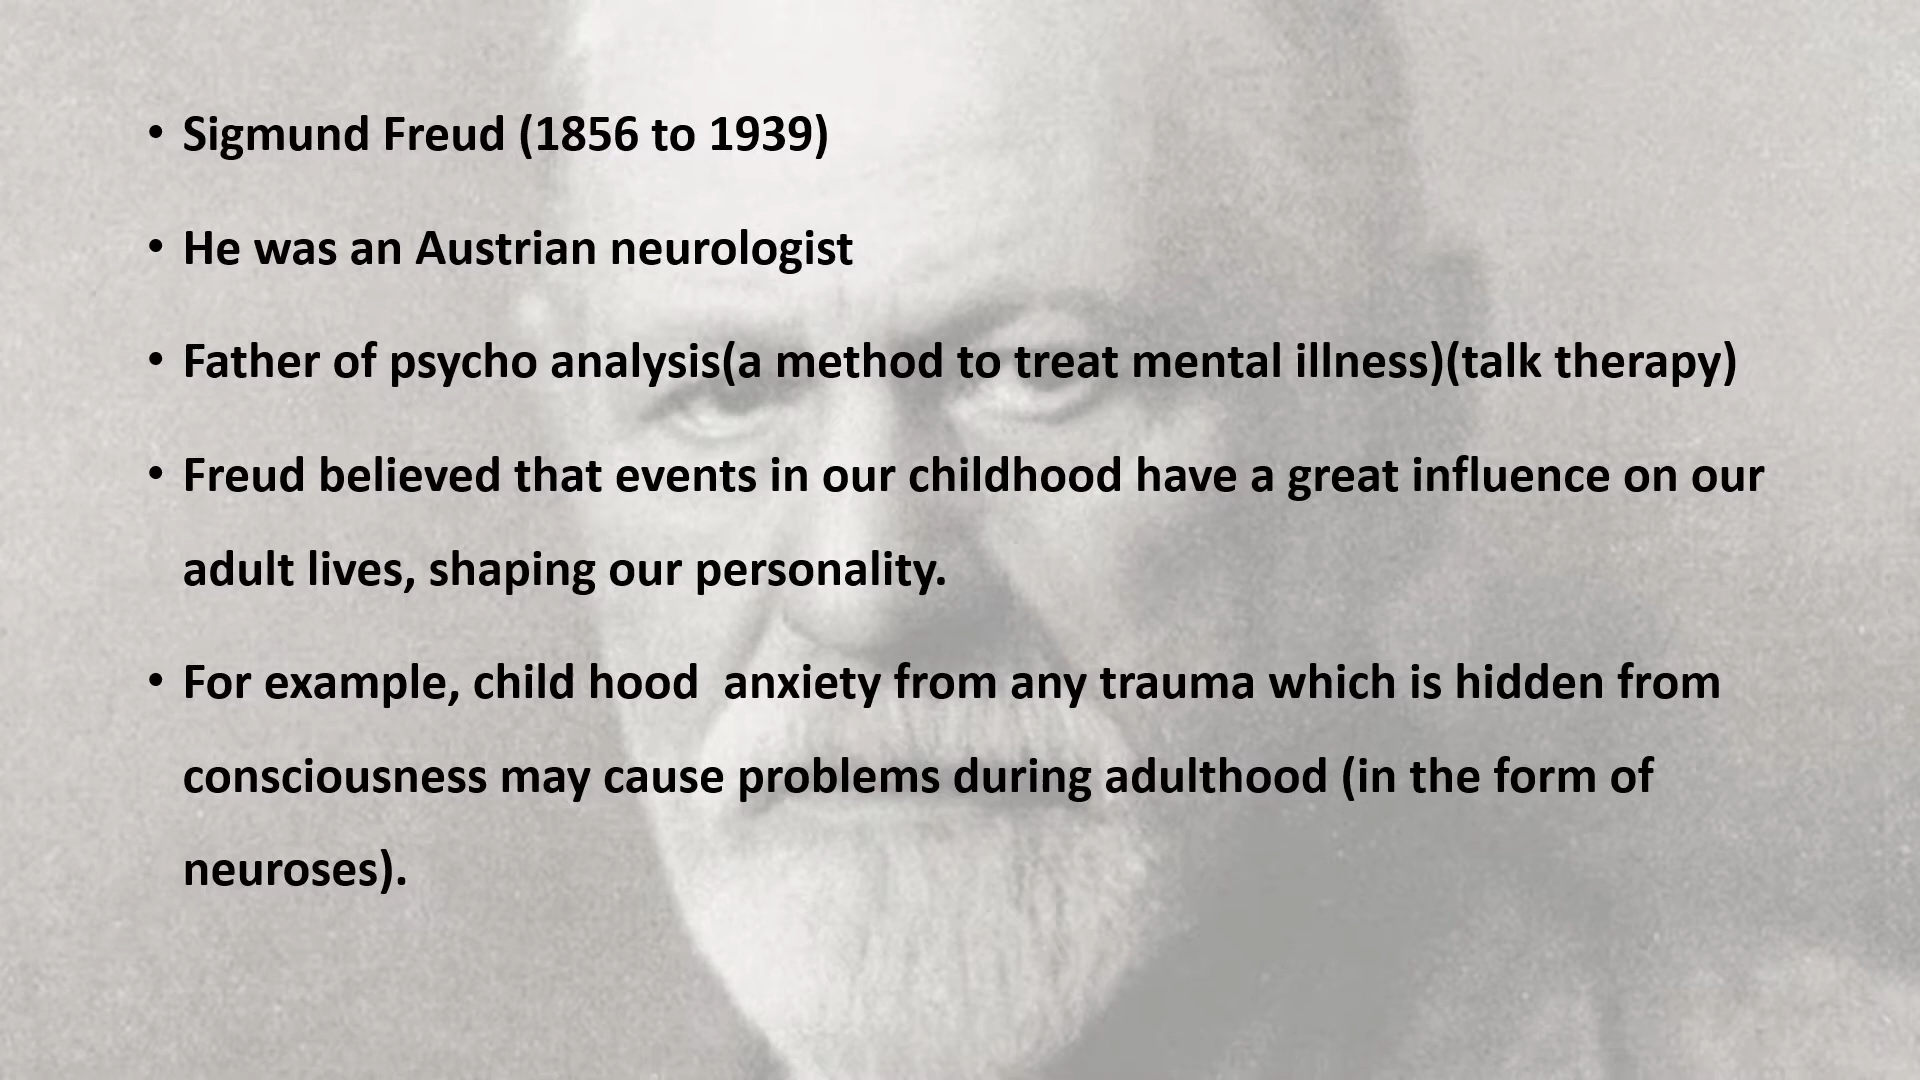 • Sigmund Freud (1856 to 1939)
• He was an Austrian neurologist
• Father of psycho analysis(a method to treat mental illness)(talk therapy)
• Freud believed that events in our childhood have a great influence on our
adult lives, shaping our personality.
• For example, child hood  anxiety from any trauma which is hidden from
consciousness may cause problems during adulthood (in the form of
neuroses).